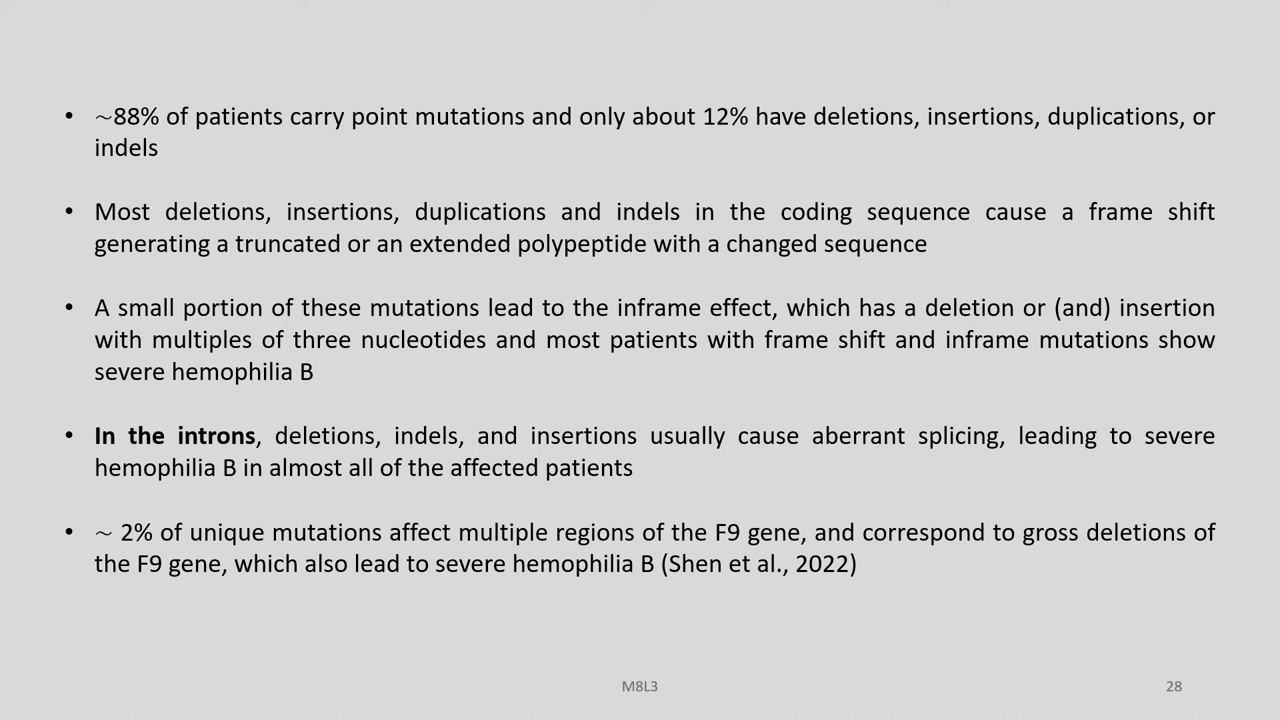 • ~88% of patients carry point mutations and only about 12% have deletions, insertions, duplications, or
indels
• Most deletions, insertions, duplications and indels in the coding sequence cause a frame shift
generating a truncated or an extended polypeptide with a changed sequence
• A small portion of these mutations lead to the inframe effect, which has a deletion or (and) insertion
with multiples of three nucleotides and most patients with frame shift and inframe mutations show
severe hemophilia B
• In the introns, deletions, indels, and insertions usually cause aberrant splicing, leading to severe
hemophilia B in almost all of the affected patients
• ~ 2% of unique mutations affect multiple regions of the F9 gene, and correspond to gross deletions of
the F9 gene, which also lead to severe hemophilia B (Shen et al., 2022)
M8L3
28